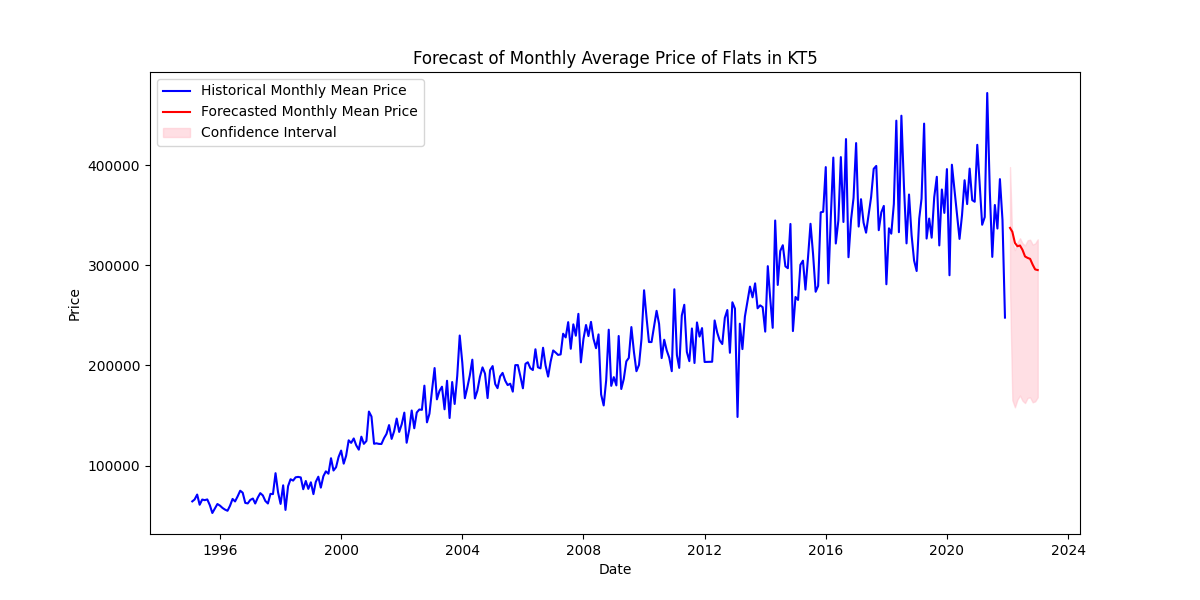 Forecast of Monthly Average Price of Flats in KT5
Historical Monthly Mean Price
Forecasted Monthly Mean Price
Confidence Interval
400000
300000
200000
100000
Price
1996 2000 2004 2008 2012 2016 2020 2024
Date